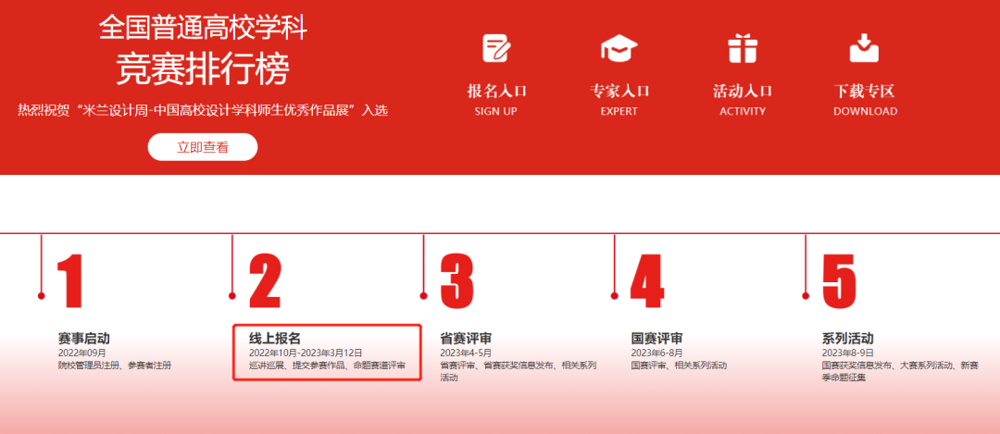 全国普通高校学科
竞赛排行榜
热烈祝贺“米兰设计周-中国高校设计学科师生优秀作品展”入选
立即查看
报名入口
SIGN UP
专家入口
EXPERT
活动入口
ACTIVITY
下载专区
DOWNLOAD
1
赛事启动
2022年09月
院校管理员注册、参赛者注册
2
线上报名
2022年10月-2023年3月12日
巡讲巡展、提交参赛作品、命题赛道评审
3
省赛评审
2023年4-5月
省赛评审、省赛获奖信息发布、相关系列
活动
4
国赛评审
2023年6-8月
国赛评审、相关系列活动
5
系列活动
2023年8-9日
国赛获奖信息发布、大赛系列活动、新赛
季命题征集